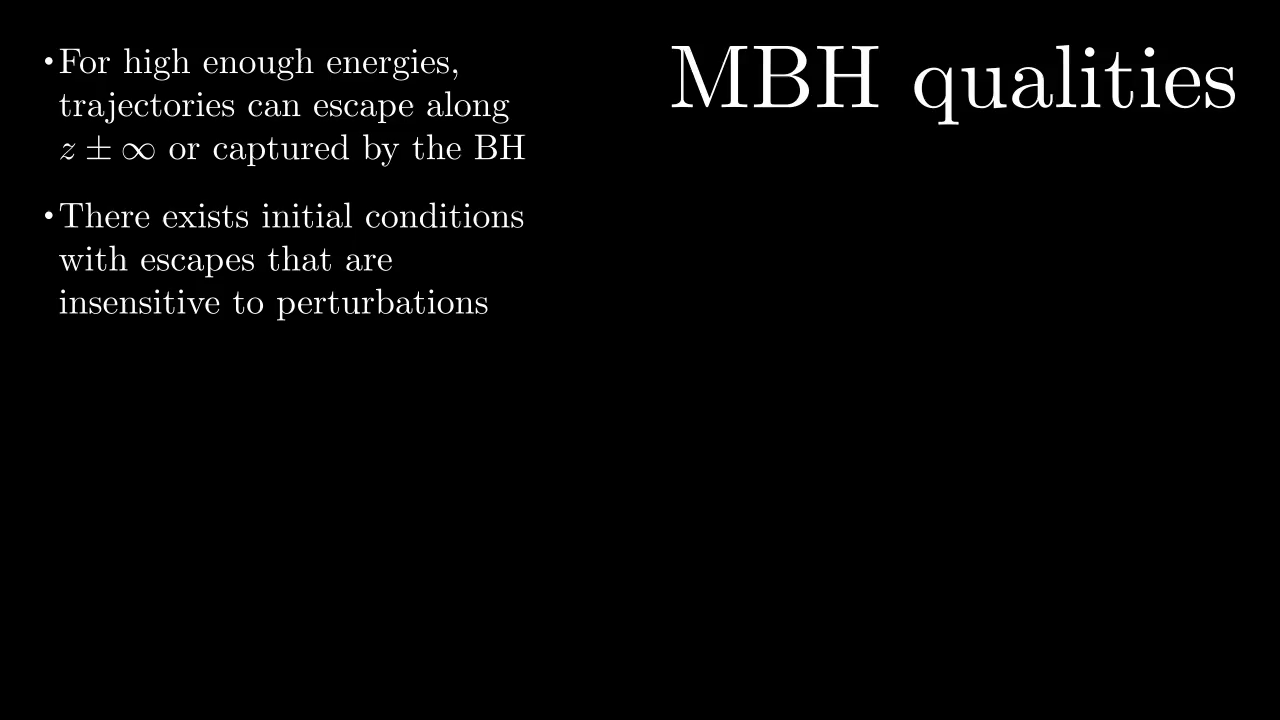 MBH qualities
•For high enough energies,
trajectories can escape along
z ± ∞ or captured by the BH
•There exists initial conditions
with escapes that are
insensitive to perturbations